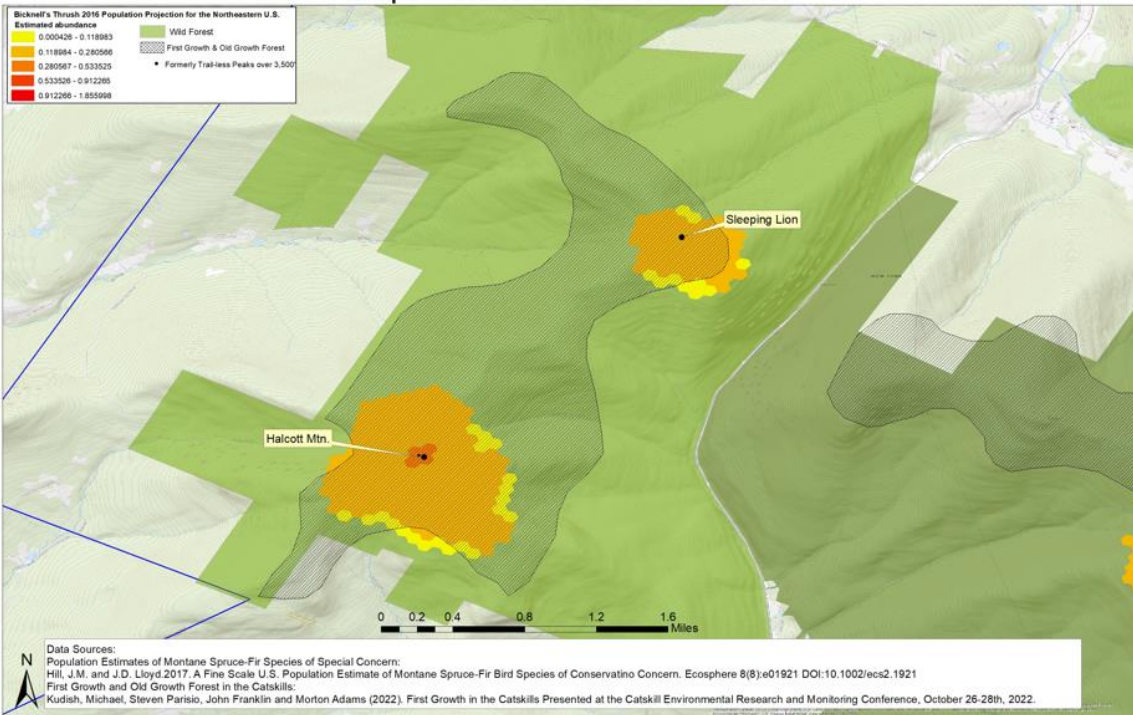 Bicknell's Thrush 2016 Population Projection for the Northeastern U.S.
Estimated abundance
0.000426 - 0.118983
0.118984 - 0.280566
0.280567 - 0.533525
0.533526 - 0.912265
0.912266 - 1.855998
Wild Forest
First Growth & Old Growth Forest
Formerly Trail-less Peaks over 3,500'
Sleeping Lion
Halcott Mtn.
0 0.2 0.4 0.8 1.2 1.6
Miles
N
Data Sources:
Population Estimates of Montane Spruce-Fir Species of Special Concern:
Hill, J.M. and J.D. Lloyd.2017. A Fine Scale U.S. Population Estimate of Montane Spruce-Fir Bird Species of Conservatino Concern. Ecosphere 8(8):e01921 DOI:10.1002/ecs2.1921
First Growth and Old Growth Forest in the Catskills:
Kudish, Michael, Steven Parisio, John Franklin and Morton Adams (2022). First Growth in the Catskills Presented at the Catskill Environmental Research and Monitoring Conference, October 26-28th, 2022.